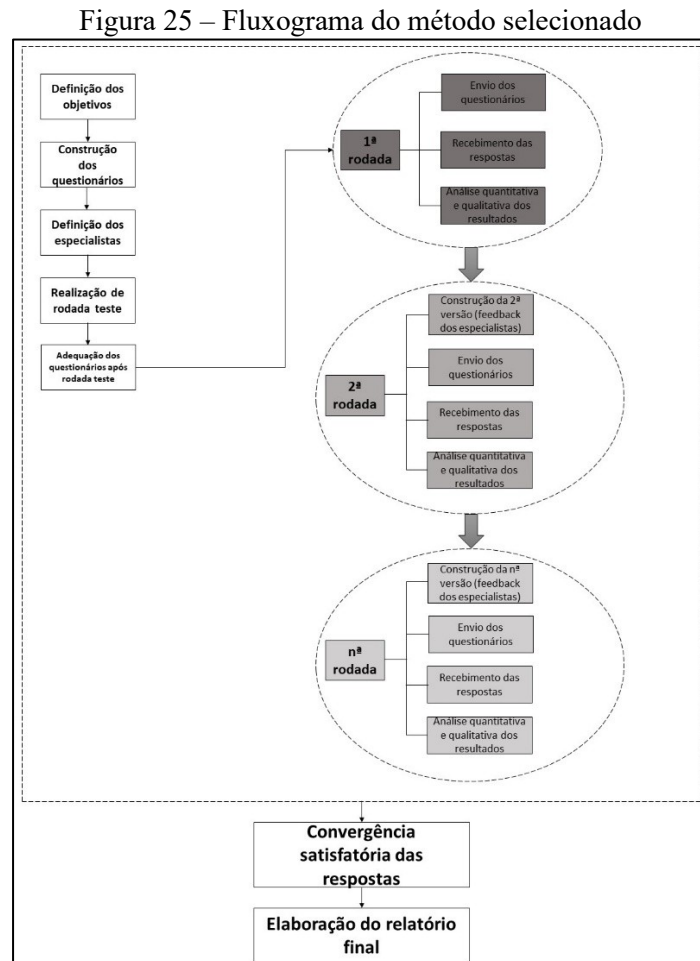 Figura 25 – Fluxograma do método selecionado
Definição dos
objetivos
Construção
dos
questionários
Definição dos
especialistas
Realização de
rodada teste
Adequação dos
questionários após
rodada teste
1ª
rodada
Envio dos
questionários
Recebimento das
respostas
Análise quantitativa
e qualitativa dos
resultados
2ª
rodada
Construção da 2ª
versão (feedback
dos especialistas)
Envio dos
questionários
Recebimento das
respostas
Análise quantitativa
e qualitativa dos
resultados
nª
rodada
Construção da nª
versão (feedback
dos especialistas)
Envio dos
questionários
Recebimento das
respostas
Análise quantitativa
e qualitativa dos
resultados
Convergência
satisfatória das
respostas
Elaboração do relatório
final